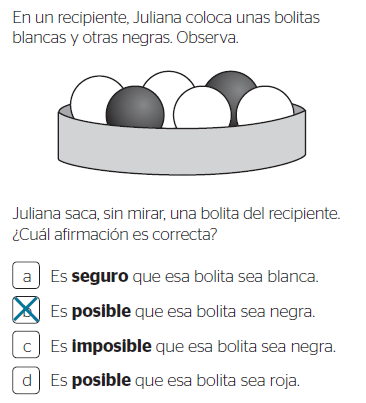 En un recipiente, Juliana coloca unas bolitas
blancas y otras negras. Observa.
Juliana saca, sin mirar, una bolita del recipiente.
¿Cuál afirmación es correcta?
a Es seguro que esa bolita sea blanca.
Es posible que esa bolita sea negra.
c Es imposible que esa bolita sea negra.
d Es posible que esa bolita sea roja.